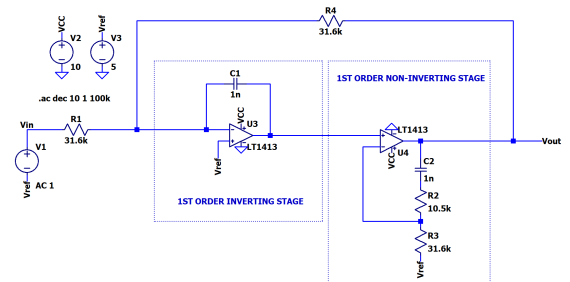 R4
31.6k
VCC
Vref
V2
V3
10
5
.ac dec 10 1 100k
C1
1n
1ST ORDER NON-INVERTING STAGE
Vin
R1
31.6k
VCC
U3
LT1413
Vref
LT1413
U4
VCC
Vout
V1
AC 1
Vref
C2
1n
R2
10.5k
1ST ORDER INVERTING STAGE
R3
31.6k
Vref